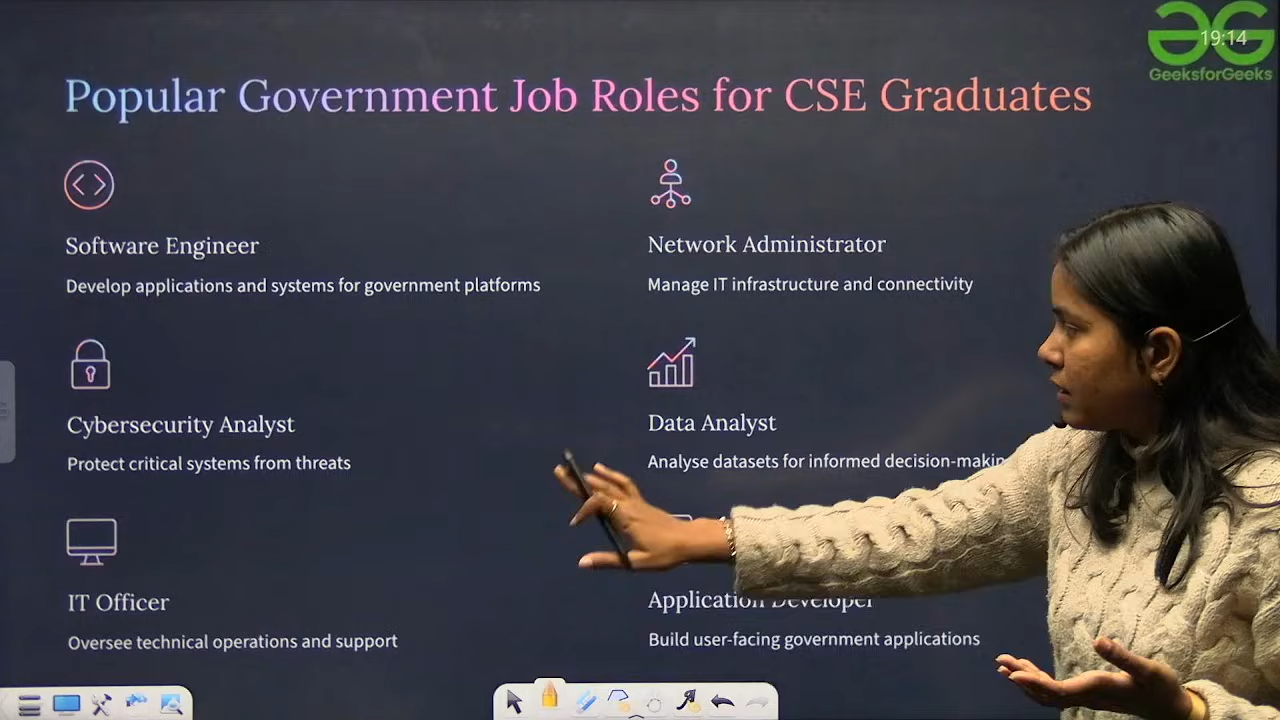 19:14
GeeksforGeeks
Popular Government Job Roles for CSE Graduates
Software Engineer
Develop applications and systems for government platforms
Network Administrator
Manage IT infrastructure and connectivity
Cybersecurity Analyst
Protect critical systems from threats
Data Analyst
Analyse datasets for informed
IT Officer
Oversee technical operations and support
Application Developer
Build user-facing government applications